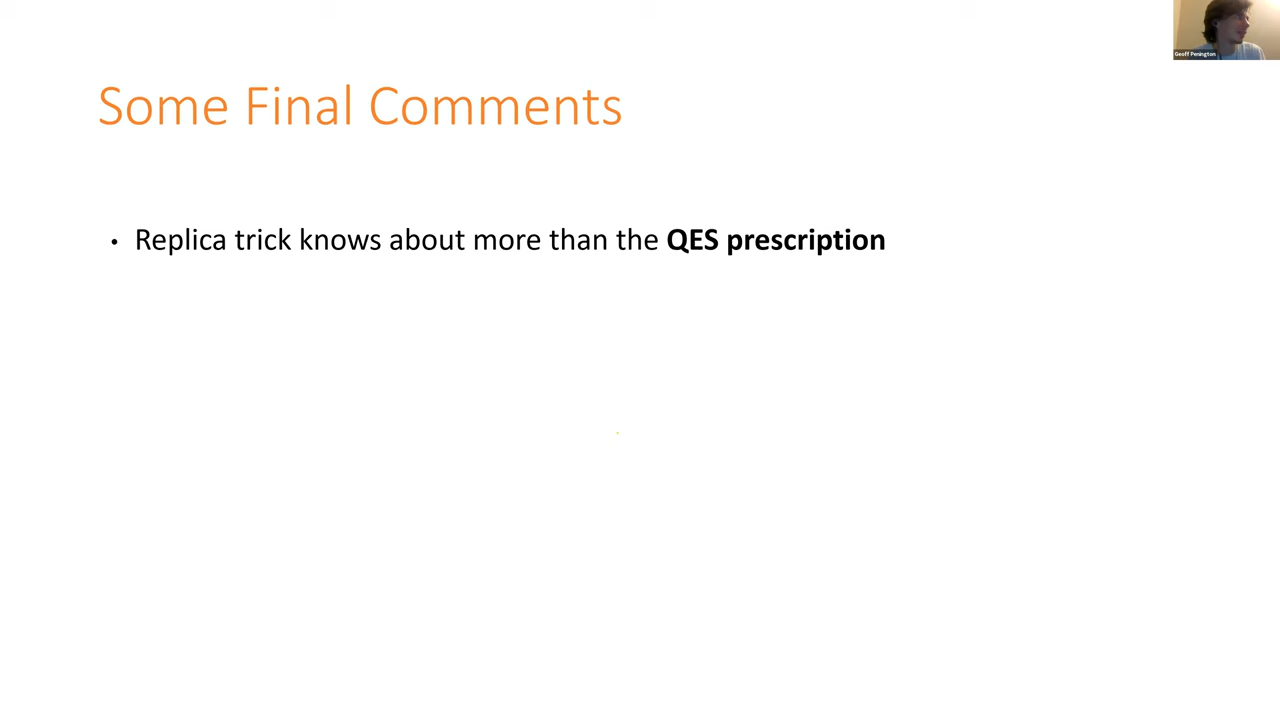 Geoff Penington
Some Final Comments
• Replica trick knows about more than the QES prescription